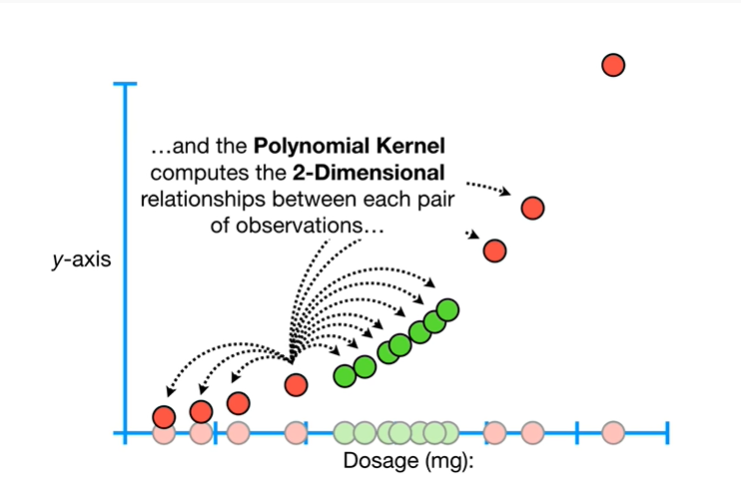 ...and the Polynomial Kernel
computes the 2-Dimensional
relationships between each pair
of observations...
y-axis
Dosage (mg):